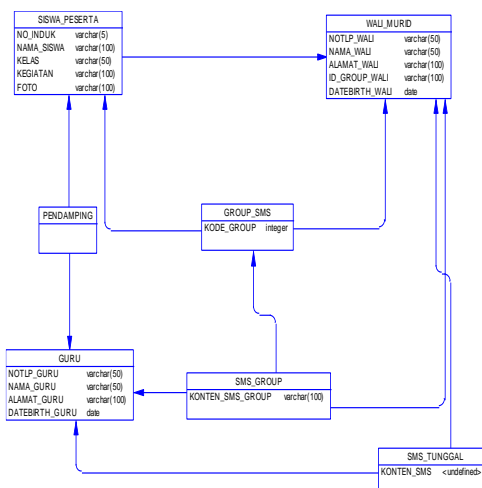 SISWA_PESERTA
NO_INDUK varchar(5)
NAMA_SISWA varchar(100)
KELAS varchar(50)
KEGIATAN varchar(100)
FOTO varchar(100)
WALI_MURID
NOTLP_WALI varchar(50)
NAMA_WALI varchar(50)
ALAMAT_WALI varchar(100)
ID_GROUP_WALI varchar(100)
DATEBIRTH_WALI date
PENDAMPING
GROUP_SMS
KODE_GROUP integer
GURU
NOTLP_GURU varchar(50)
NAMA_GURU varchar(50)
ALAMAT_GURU varchar(100)
DATEBIRTH_GURU date
SMS_GROUP
KONTEN_SMS_GROUP varchar(100)
SMS_TUNGGAL
KONTEN_SMS <undefined>